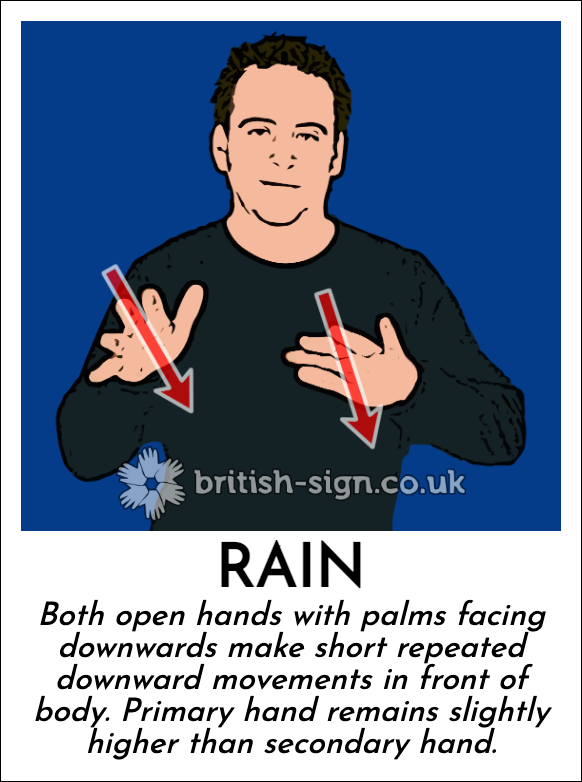 british-sign.co.uk
RAIN
Both open hands with palms facing
downwards make short repeated
downward movements in front of
body. Primary hand remains slightly
higher than secondary hand.